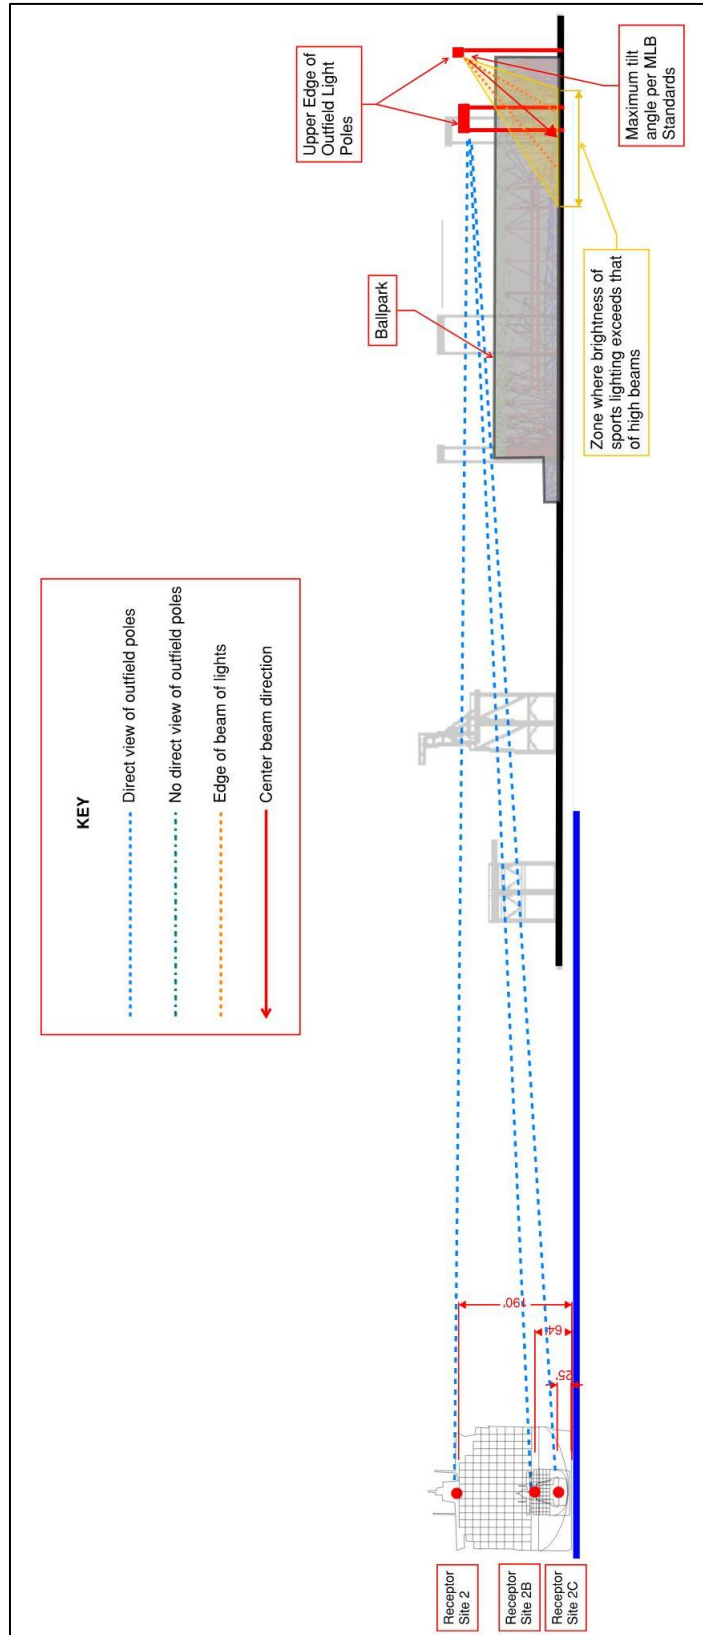 KEY
Direct view of outfield poles
No direct view of outfield poles
Edge of beam of lights
Center beam direction
Upper Edge of
Outfield Light
Poles
Ballpark
Receptor
Site 2
Receptor
Site 2B
Receptor
Site 2C
190'
64'
25'
Zone where brightness of
sports lighting exceeds that
of high beams
Maximum tilt
angle per MLB
Standards